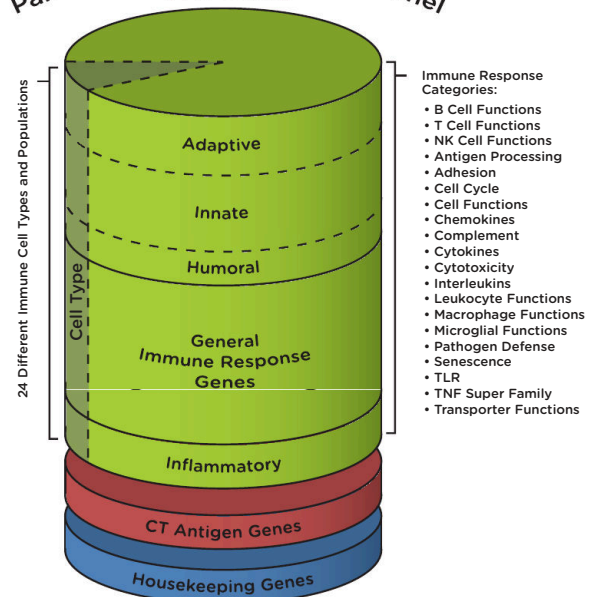 24 Different Immune Cell Types and Populations
Cell Type
Adaptive
Innate
Humoral
General
Immune Response
Genes
Inflammatory
CT Antigen Genes
Housekeeping Genes
Immune Response
Categories:
• B Cell Functions
• T Cell Functions
• NK Cell Functions
• Antigen Processing
• Adhesion
• Cell Cycle
• Cell Functions
• Chemokines
• Complement
• Cytokines
• Cytotoxicity
• Interleukins
• Leukocyte Functions
• Macrophage Functions
• Microglial Functions
• Pathogen Defense
• Senescence
• TLR
• TNF Super Family
• Transporter Functions